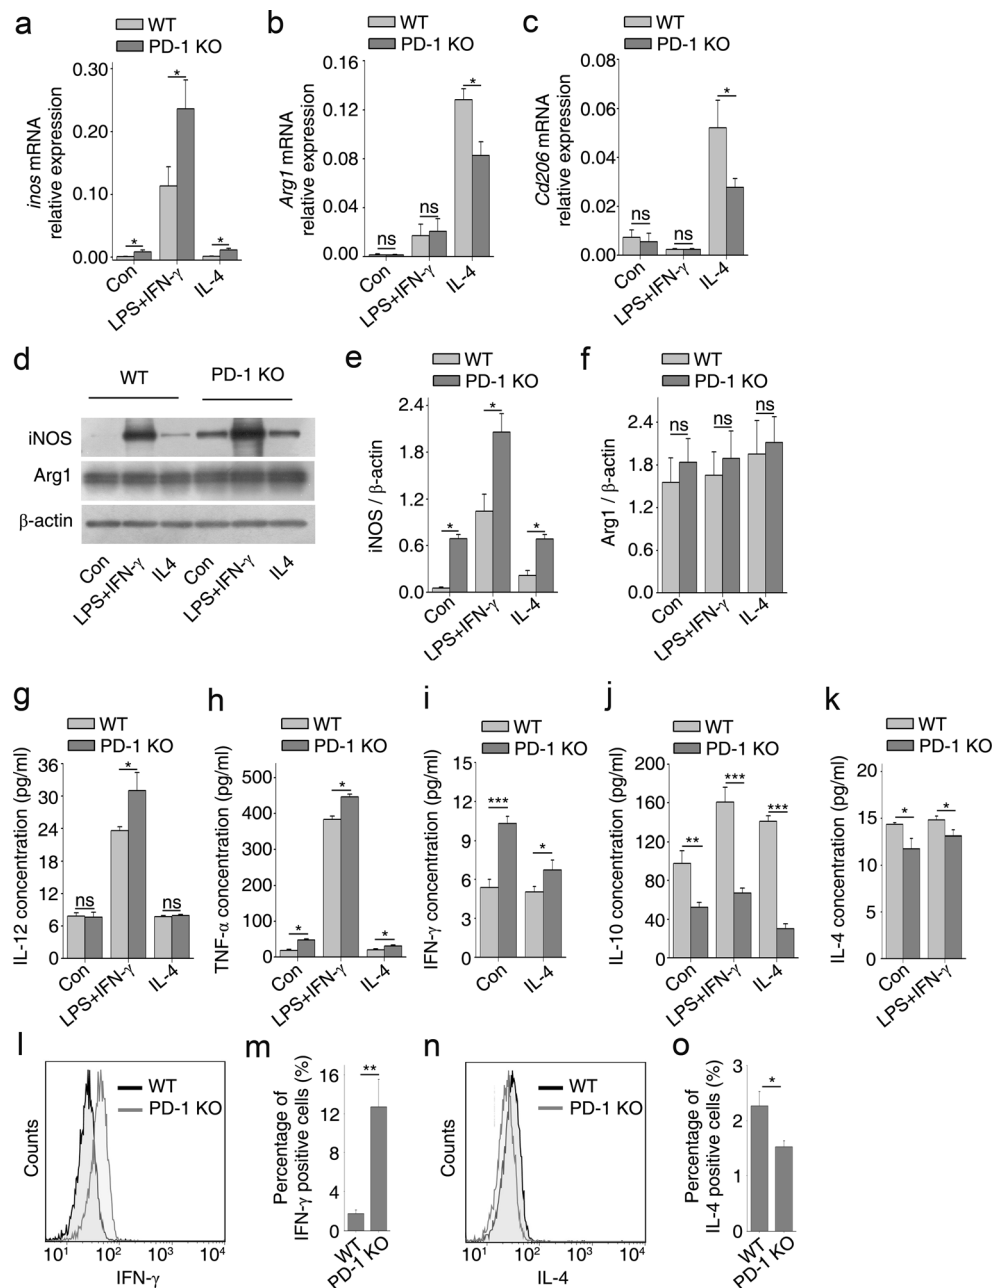 a
WT
PD-1 KO
inos mRNA
relative expression
0.30
0.20
0.10
0.00
*
*
*
Con
LPS+IFN-γ
IL-4
b
WT
PD-1 KO
Arg1 mRNA
relative expression
0.16
0.12
0.08
0.04
0.00
ns
ns
*
Con
LPS+IFN-γ
IL-4
c
WT
PD-1 KO
Cd206 mRNA
relative expression
0.08
0.06
0.04
0.02
0.00
ns
ns
*
Con
LPS+IFN-γ
IL-4
d
WT
PD-1 KO
iNOS
Arg1
β-actin
Con
LPS+IFN-γ
IL4
Con
LPS+IFN-γ
IL4
e
WT
PD-1 KO
iNOS / β-actin
2.4
1.8
1.2
0.6
0.0
*
*
*
Con
LPS+IFN-γ
IL-4
f
WT
PD-1 KO
Arg1 / β-actin
2.4
1.8
1.2
0.6
0.0
ns
ns
ns
Con
LPS+IFN-γ
IL-4
g
WT
PD-1 KO
IL-12 concentration (pg/ml)
36
30
24
18
12
6
0
ns
*
ns
Con
LPS+IFN-γ
IL-4
h
WT
PD-1 KO
TNF-α concentration (pg/ml)
500
400
300
200
100
0
*
*
*
Con
LPS+IFN-γ
IL-4
i
WT
PD-1 KO
IFN-γ concentration (pg/ml)
15
12
9
6
3
0
***
*
Con
IL-4
j
WT
PD-1 KO
IL-10 concentration (pg/ml)
200
160
120
80
40
0
**
***
***
Con
LPS+IFN-γ
IL-4
k
WT
PD-1 KO
IL-4 concentration (pg/ml)
20
15
10
5
0
*
*
Con
LPS+IFN-γ
l
WT
PD-1 KO
Counts
10¹
10²
10³
10⁴
IFN-γ
m
Percentage of
IFN-γ positive cells (%)
16
12
8
4
0
**
WT
PD-1 KO
n
WT
PD-1 KO
Counts
10¹
10²
10³
10⁴
IL-4
o
Percentage of
IL-4 positive cells (%)
3
2
1
0
*
WT
PD-1 KO